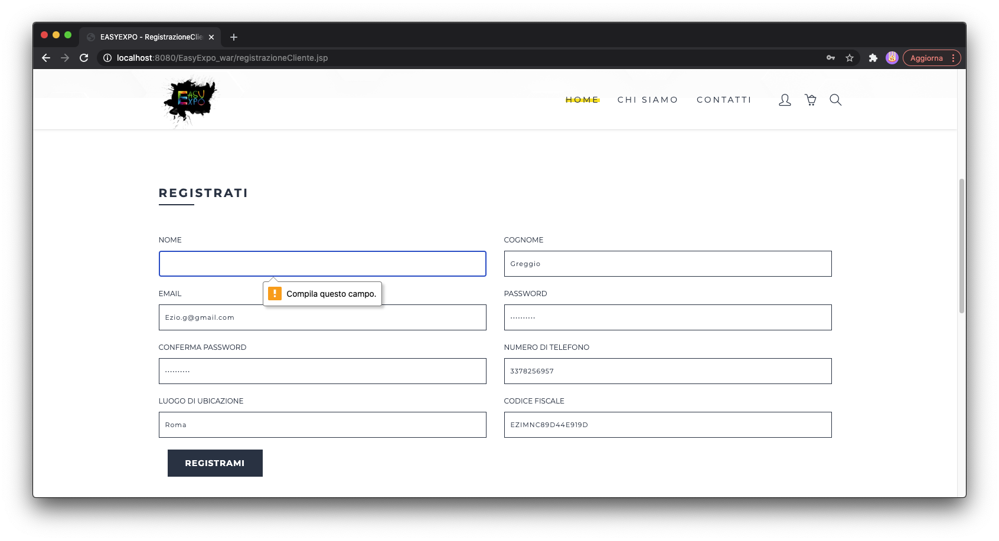 EASYEXPO - RegistrazioneClie
localhost:8080/EasyExpo_war/registrazioneCliente.jsp
Aggiorna
EASY
EXPO
HOME CHI SIAMO CONTATTI
REGISTRATI
NOME COGNOME
Greggio
Compila questo campo.
EMAIL PASSWORD
Ezio.g@gmail.com ··········
CONFERMA PASSWORD NUMERO DI TELEFONO
·········· 3378256957
LUOGO DI UBICAZIONE CODICE FISCALE
Roma EZIMNC89D44E919D
REGISTRAMI